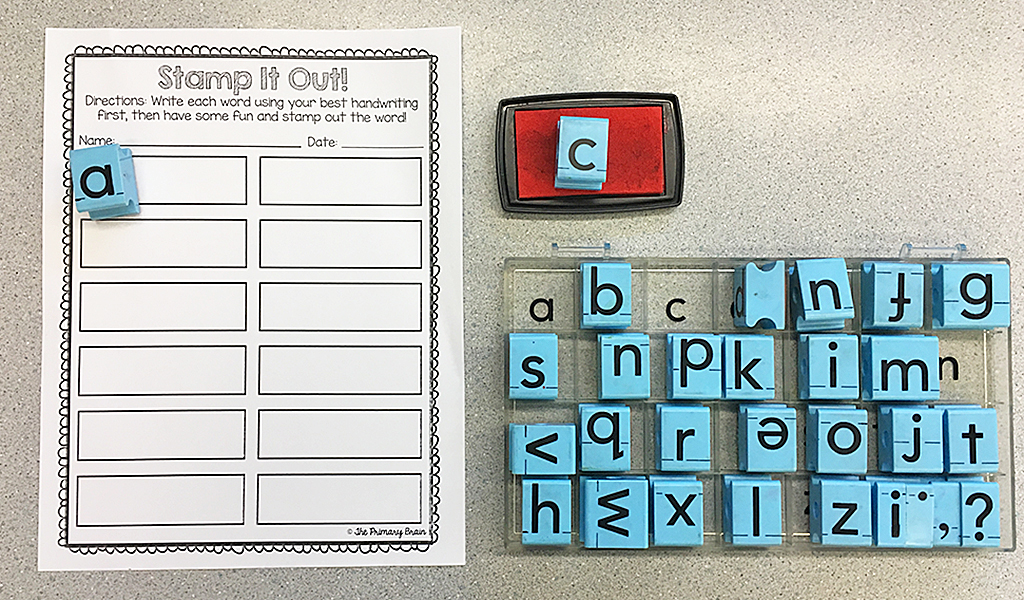 Stamp It Out!
Directions: Write each word using your best handwriting
first, then have some fun and stamp out the word!
Name: Date:
a
© The Primary Brain
c
a b c n f g
s n p k i m n
v q r e o j t
h w x l z i , ?